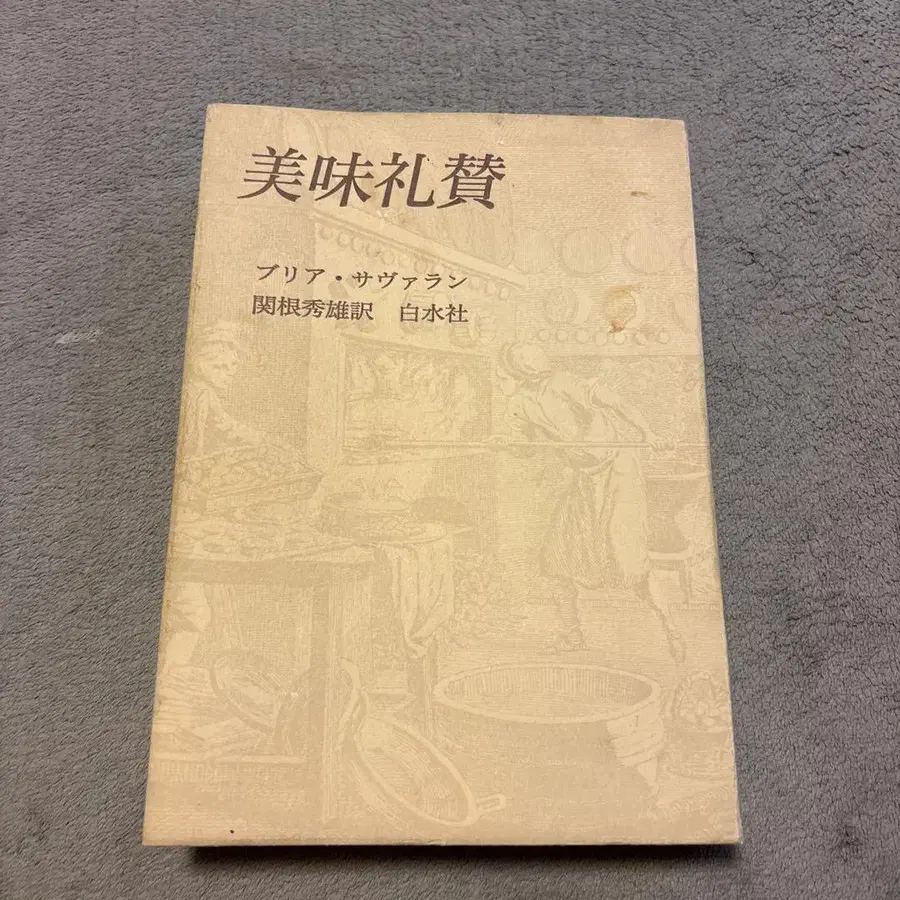 美味礼賛
ブリア・サヴァラン
関根秀雄訳　白水社